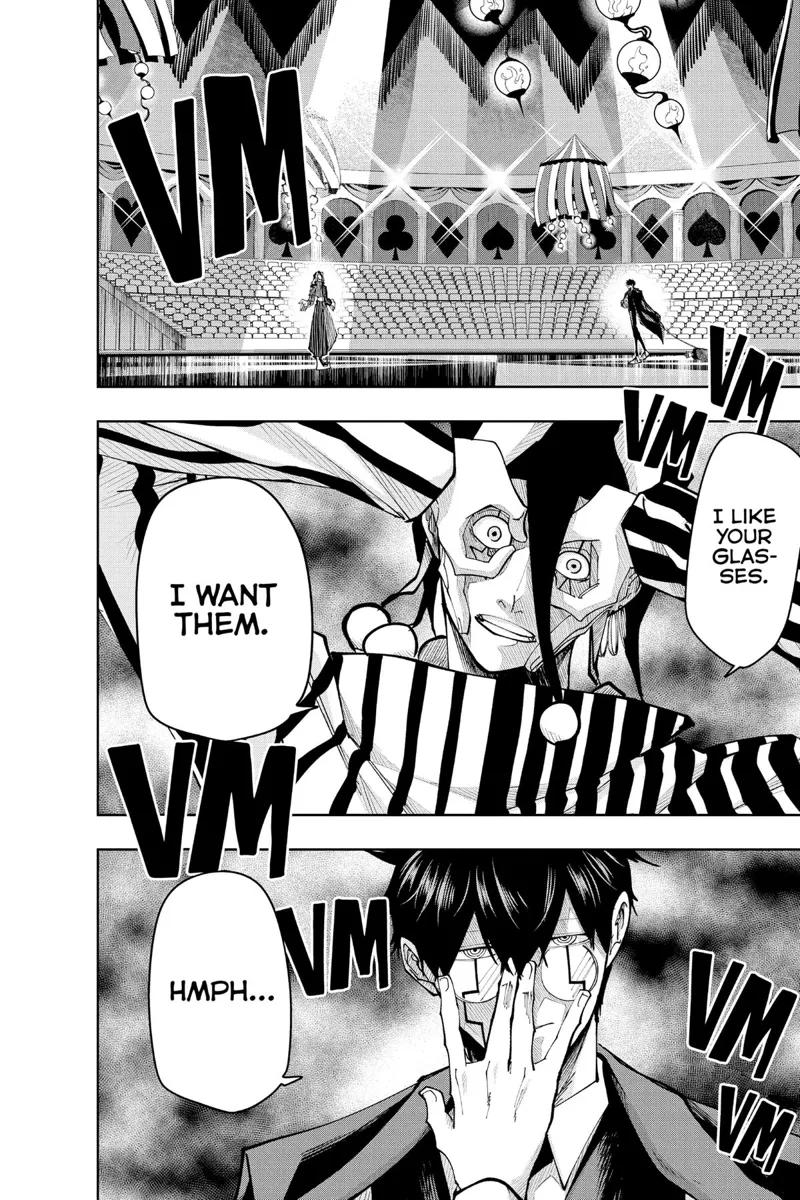 VM
VM
VM
I LIKE
YOUR
GLAS-
SES.
I WANT
THEM.
VM
VM
HMPH...
VM
VM